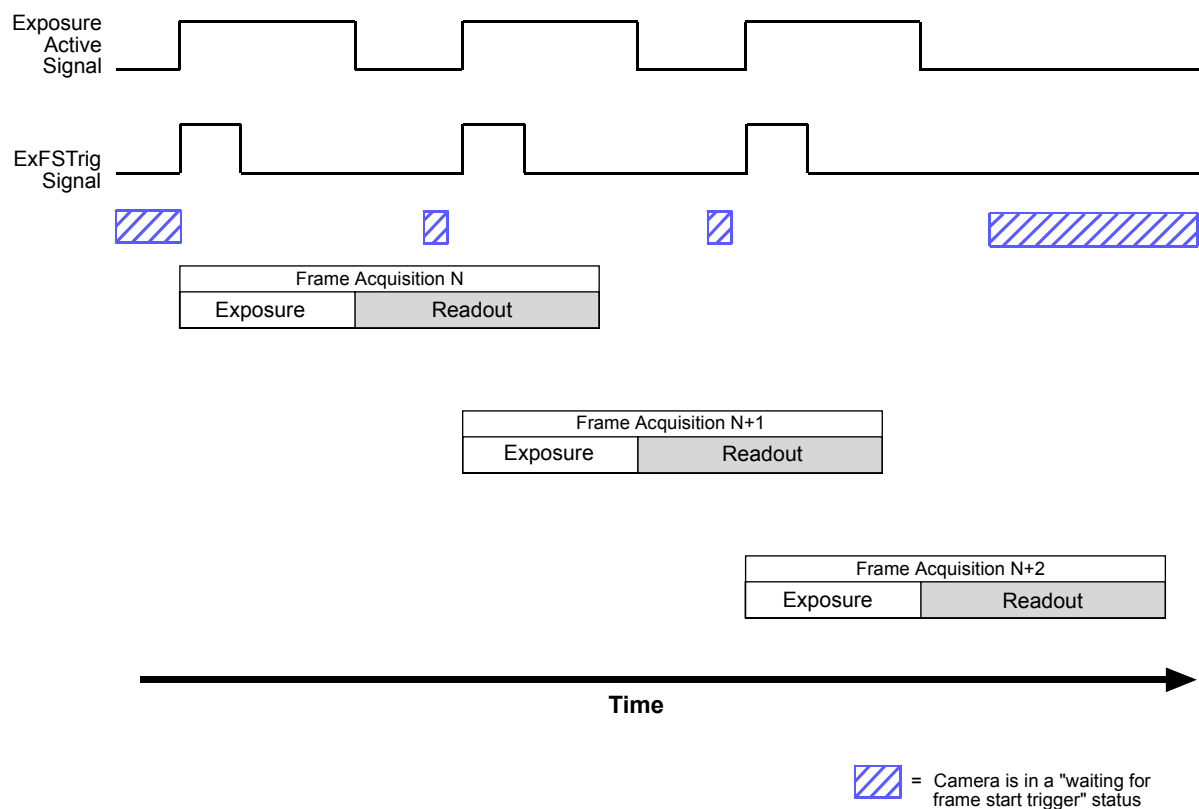 Exposure
Active
Signal
ExFSTrig
Signal
Frame Acquisition N
Exposure
Readout
Frame Acquisition N+1
Exposure
Readout
Frame Acquisition N+2
Exposure
Readout
Time
= Camera is in a "waiting for
frame start trigger" status